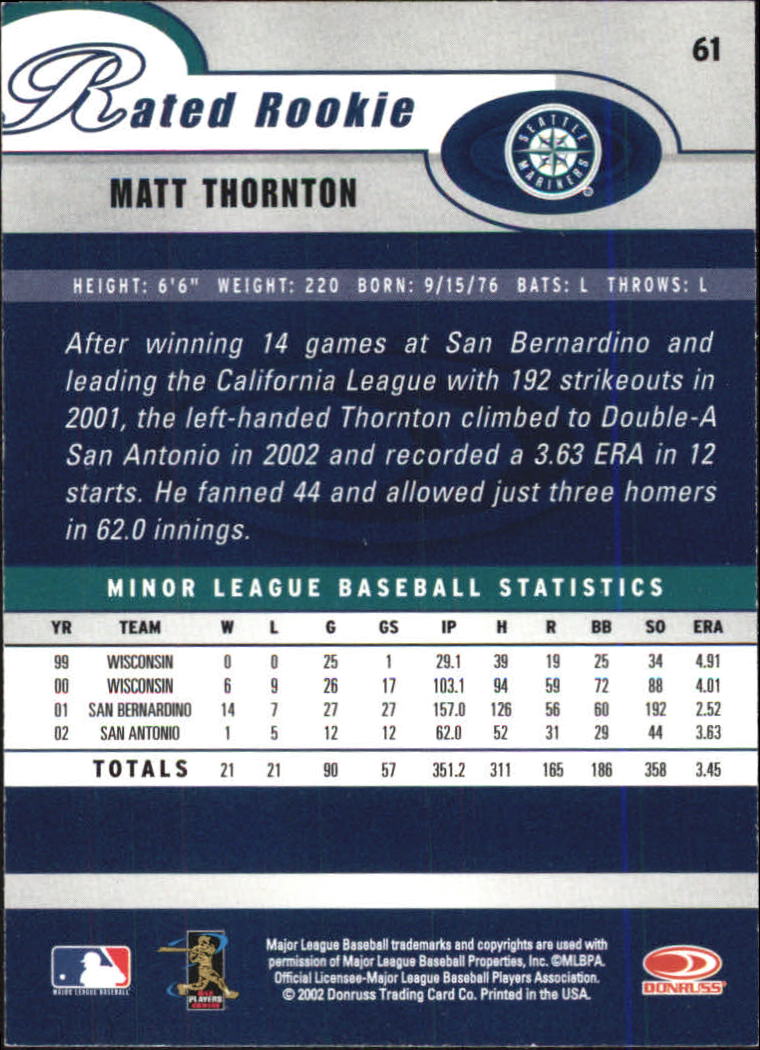 61
Rated Rookie
SEATTLE
MARINERS
MATT THORNTON
HEIGHT: 6'6" WEIGHT: 220 BORN: 9/15/76 BATS: L THROWS: L
After winning 14 games at San Bernardino and
leading the California League with 192 strikeouts in
2001, the left-handed Thornton climbed to Double-A
San Antonio in 2002 and recorded a 3.63 ERA in 12
starts. He fanned 44 and allowed just three homers
in 62.0 innings.
MINOR LEAGUE BASEBALL STATISTICS
YR TEAM W L G GS IP H R BB SO ERA
99 WISCONSIN 0 0 25 1 29.1 39 19 25 34 4.91
00 WISCONSIN 6 9 26 17 103.1 94 59 72 88 4.01
01 SAN BERNARDINO 14 7 27 27 157.0 126 56 60 192 2.52
02 SAN ANTONIO 1 5 12 12 62.0 52 31 29 44 3.63
TOTALS 21 21 90 57 351.2 311 165 186 358 3.45
Major League Baseball trademarks and copyrights are used with
permission of Major League Baseball Properties, Inc. ©MLBPA.
Official Licensee-Major League Baseball Players Association.
© 2002 Donruss Trading Card Co. Printed in the USA.
MAJOR LEAGUE BASEBALL
PLAYERS
CHOICE
DONRUSS